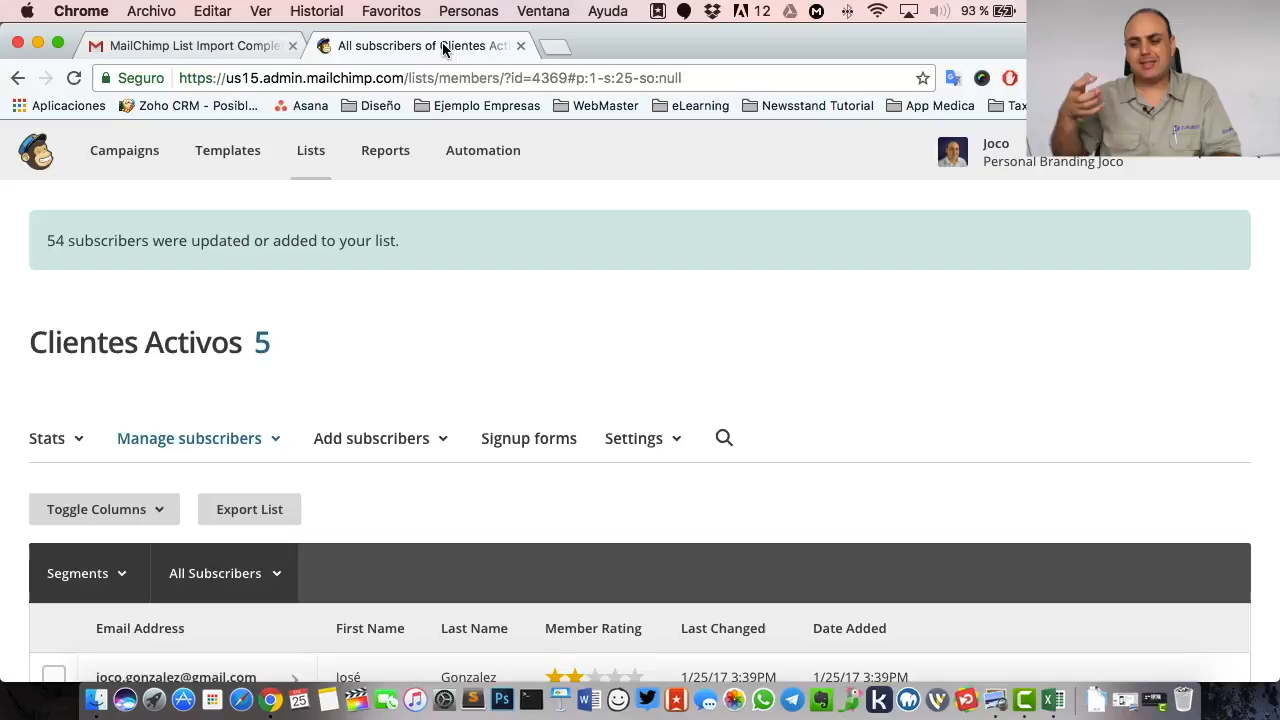 Chrome Archivo Editar Ver Historial Favoritos Personas Ventana Ayuda 12 93 %
MailChimp List Import Comple
All subscribers of Clientes Acti
Seguro https://us15.admin.mailchimp.com/lists/members/?id=4369#p:1-s:25-so:null
Aplicaciones Zoho CRM - Posibl... Asana Diseño Ejemplo Empresas WebMaster eLearning Newsstand Tutorial App Medica Tax
Campaigns Templates Lists Reports Automation
Joco
Personal Branding Joco
54 subscribers were updated or added to your list.
Clientes Activos 5
Stats Manage subscribers Add subscribers Signup forms Settings
Toggle Columns Export List
Segments All Subscribers
Email Address First Name Last Name Member Rating Last Changed Date Added
joco.gonzalez@gmail.com José Gonzalez 1/25/17 3:39PM 1/25/17 3:39PM
25